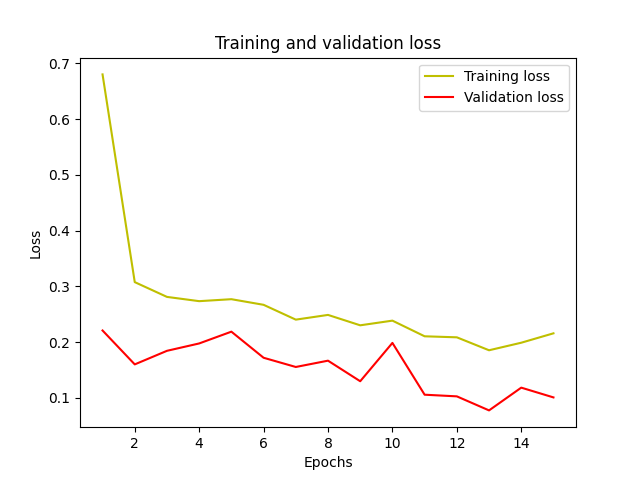 Training and validation loss
Training loss
Validation loss
0.7
0.6
0.5
0.4
0.3
0.2
0.1
Loss
2 4 6 8 10 12 14
Epochs